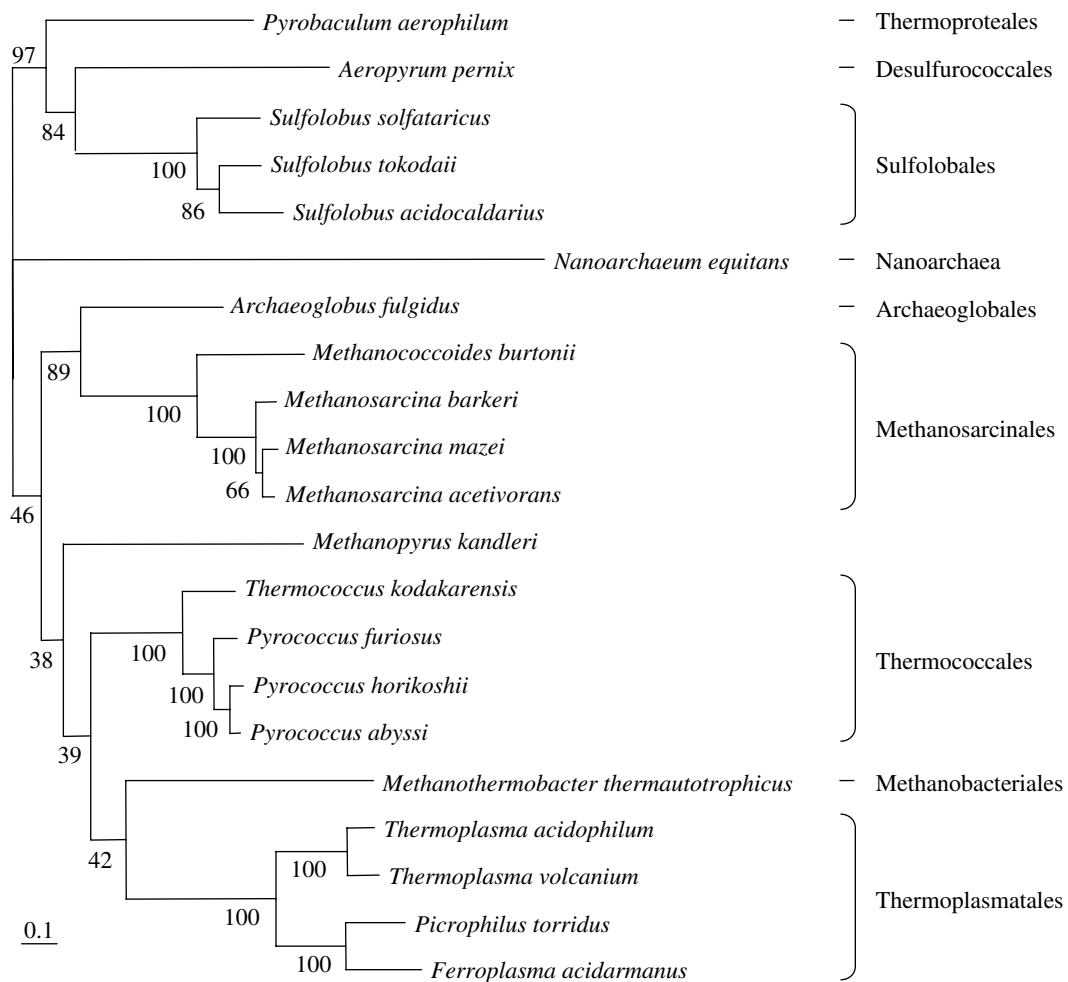 Pyrobaculum aerophilum
Thermoproteales
97
Aeropyrum pernix
Desulfurococcales
84
Sulfolobus solfataricus
100
Sulfolobus tokodaii
Sulfolobales
86
Sulfolobus acidocaldarius
Nanoarchaeum equitans
Nanoarchaea
Archaeoglobus fulgidus
Archaeoglobales
89
Methanococcoides burtonii
100
Methanosarcina barkeri
Methanosarcinales
100
Methanosarcina mazei
66
Methanosarcina acetivorans
46
Methanopyrus kandleri
Thermococcus kodakarensis
38
100
Pyrococcus furiosus
Thermococcales
100
Pyrococcus horikoshii
100
Pyrococcus abyssi
39
Methanothermobacter thermautotrophicus
Methanobacteriales
42
Thermoplasma acidophilum
100
Thermoplasma volcanium
Thermoplasmatales
100
Picrophilus torridus
0.1
100
Ferroplasma acidarmanus